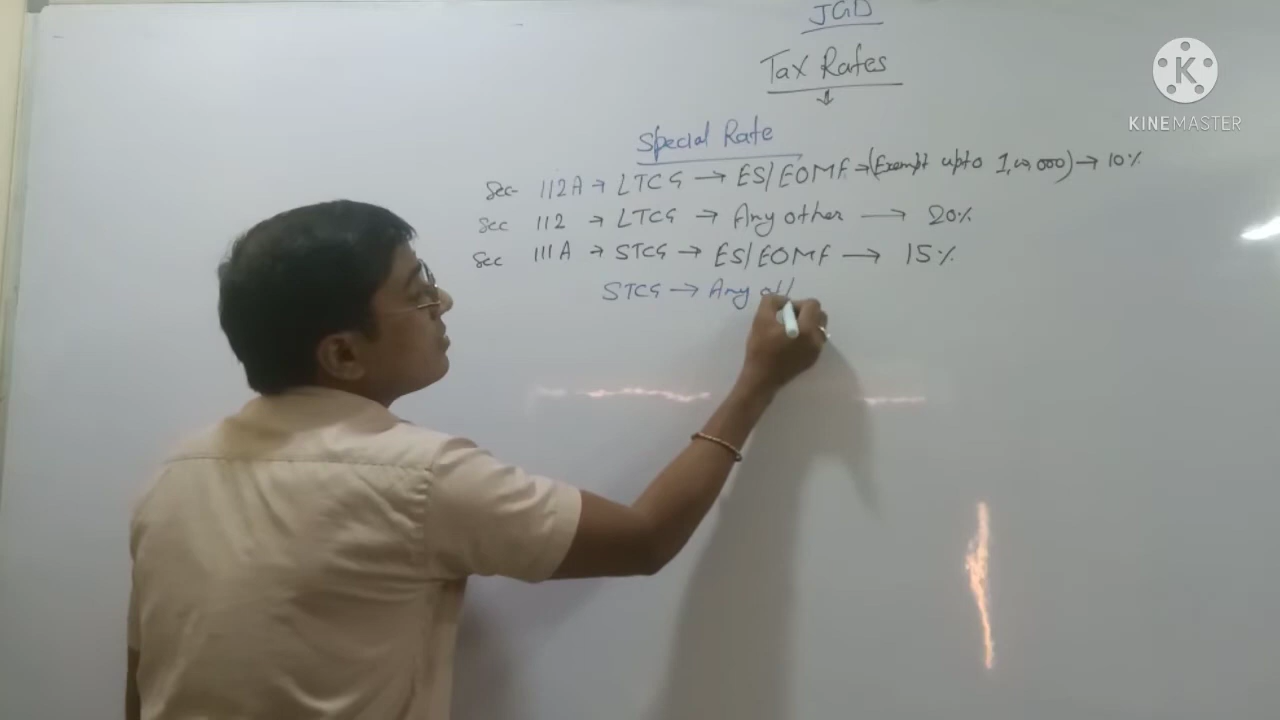 JGD
Tax Rates
KINEMASTER
Special Rate
Sec- 112A → LTCG → ES/EOMF → (Exempt upto 1,00,000) → 10%
Sec 112 → LTCG → Any other → 20%
Sec 111A → STCG → ES/EOMF → 15%
STCG → Any oth